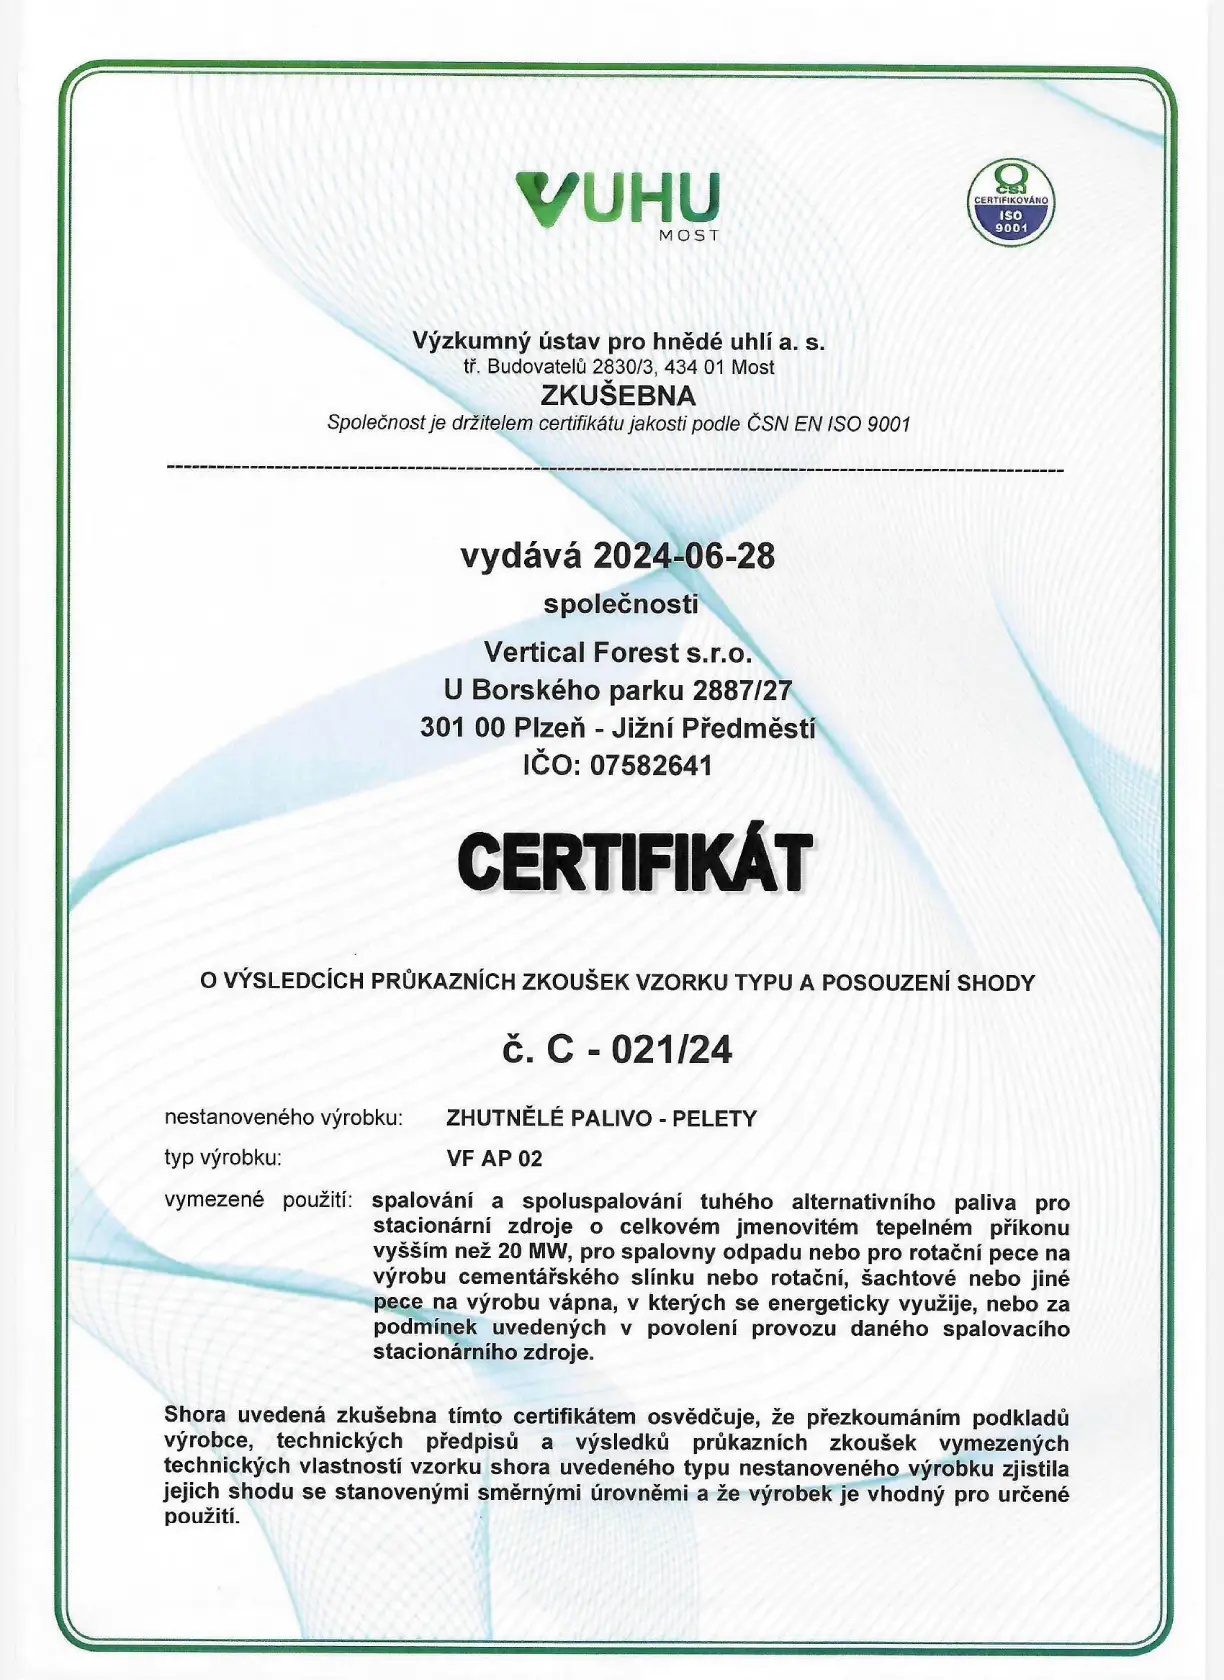 VUHU
MOST
ČSJ
CERTIFIKOVÁNO
ISO
9001
Výzkumný ústav pro hnědé uhlí a. s.
tř. Budovatelů 2830/3, 434 01 Most
ZKUŠEBNA
Společnost je držitelem certifikátu jakosti podle ČSN EN ISO 9001
vydává 2024-06-28
společnosti
Vertical Forest s.r.o.
U Borského parku 2887/27
301 00 Plzeň - Jižní Předměstí
IČO: 07582641
CERTIFIKÁT
O VÝSLEDCÍCH PRŮKAZNÍCH ZKOUŠEK VZORKU TYPU A POSOUZENÍ SHODY
č. C - 021/24
nestanoveného výrobku: ZHUTNĚLÉ PALIVO - PELETY
typ výrobku: VF AP 02
vymezené použití: spalování a spoluspalování tuhého alternativního paliva pro
stacionární zdroje o celkovém jmenovitém tepelném příkonu
vyšším než 20 MW, pro spalovny odpadu nebo pro rotační pece na
výrobu cementářského slínku nebo rotační, šachtové nebo jiné
pece na výrobu vápna, v kterých se energeticky využije, nebo za
podmínek uvedených v povolení provozu daného spalovacího
stacionárního zdroje.
Shora uvedená zkušebna tímto certifikátem osvědčuje, že přezkoumáním podkladů
výrobce, technických předpisů a výsledků průkazních zkoušek vymezených
technických vlastností vzorku shora uvedeného typu nestanoveného výrobku zjistila
jejich shodu se stanovenými směrnými úrovněmi a že výrobek je vhodný pro určené
použití.